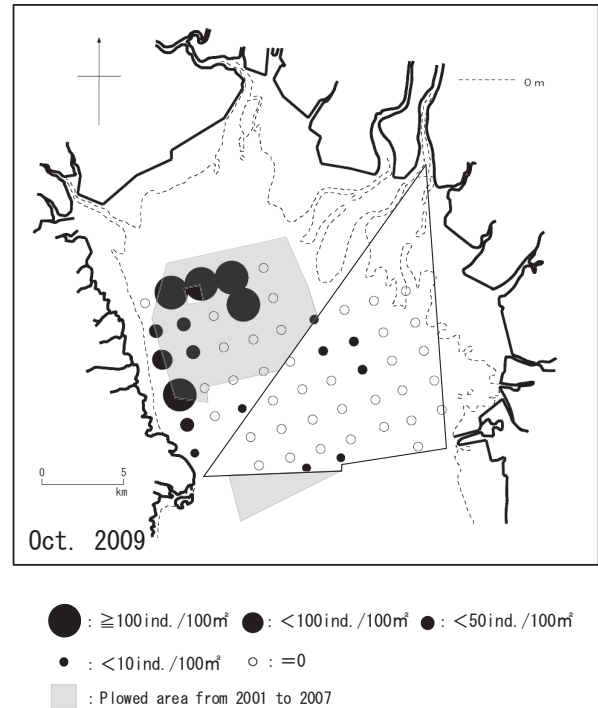 0 m
0 5
km
Oct. 2009
: ≧100ind./100㎡ : <100ind./100㎡ : <50ind./100㎡
: <10ind./100㎡ : =0
: Plowed area from 2001 to 2007